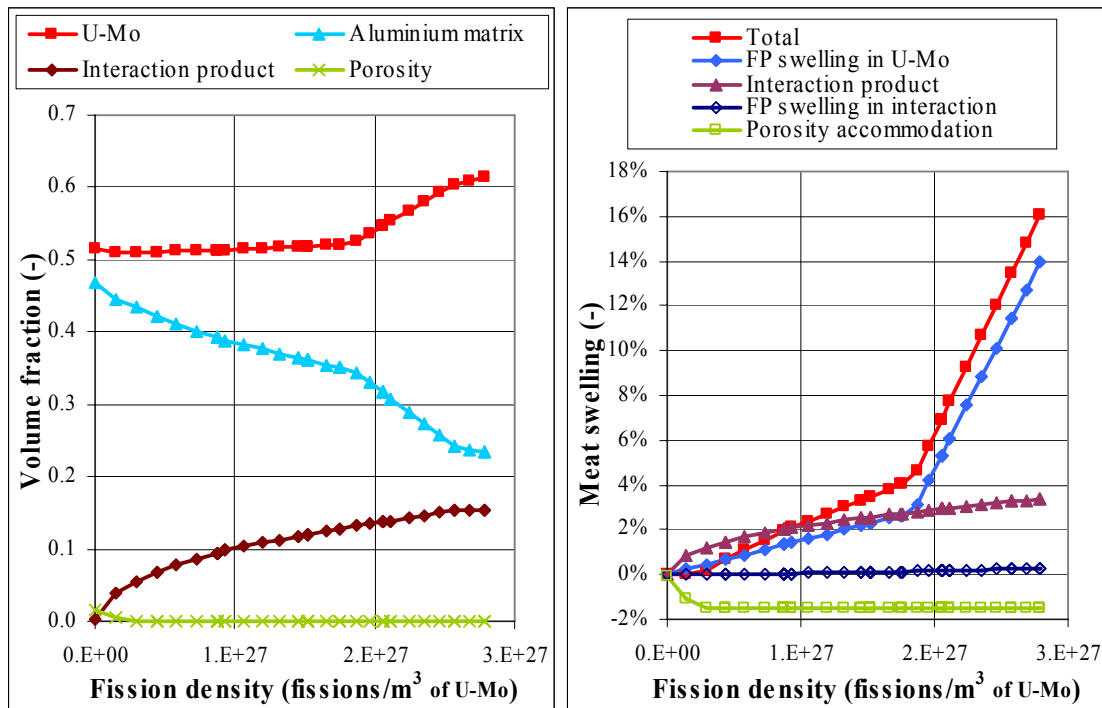 U-Mo
Aluminium matrix
Interaction product
Porosity
0.7
0.6
0.5
0.4
0.3
0.2
0.1
0.0
Volume fraction (-)
0.E+00
1.E+27
2.E+27
3.E+27
Fission density (fissions/m³ of U-Mo)
Total
FP swelling in U-Mo
Interaction product
FP swelling in interaction
Porosity accommodation
18%
16%
14%
12%
10%
8%
6%
4%
2%
0%
-2%
Meat swelling (-)
0.E+00
1.E+27
2.E+27
3.E+27
Fission density (fissions/m³ of U-Mo)